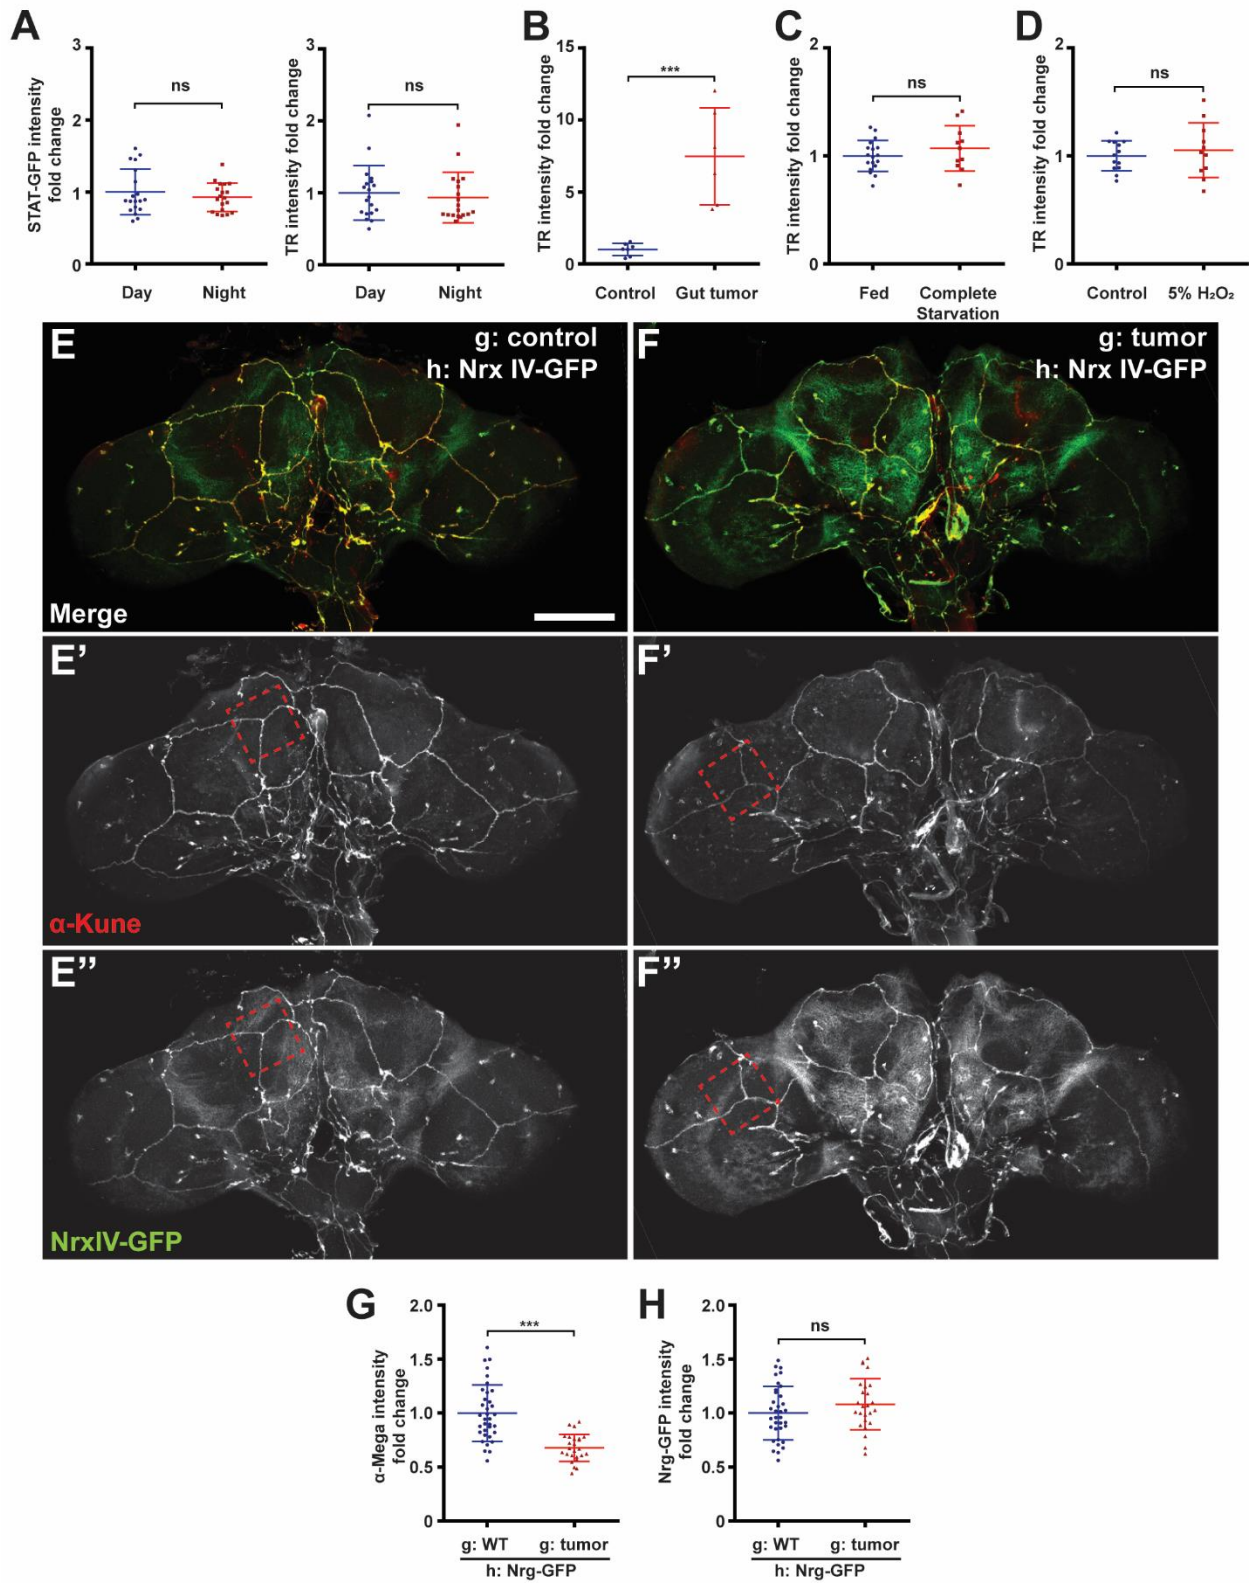 A
STAT-GFP intensity
fold change
3
2
1
0
ns
Day
Night
TR intensity fold change
3
2
1
0
ns
Day
Night
B
TR intensity fold change
15
10
5
0
***
Control
Gut tumor
C
TR intensity fold change
2
1
0
ns
Fed
Complete
Starvation
D
TR intensity fold change
2
1
0
ns
Control
5% H₂O₂
E
g: control
h: Nrx IV-GFP
Merge
F
g: tumor
h: Nrx IV-GFP
E’
α-Kune
F’
E’’
NrxIV-GFP
F’’
G
α-Mega intensity
fold change
2.0
1.5
1.0
0.5
0
***
g: WT
g: tumor
h: Nrg-GFP
H
Nrg-GFP intensity
fold change
2.0
1.5
1.0
0.5
0
ns
g: WT
g: tumor
h: Nrg-GFP